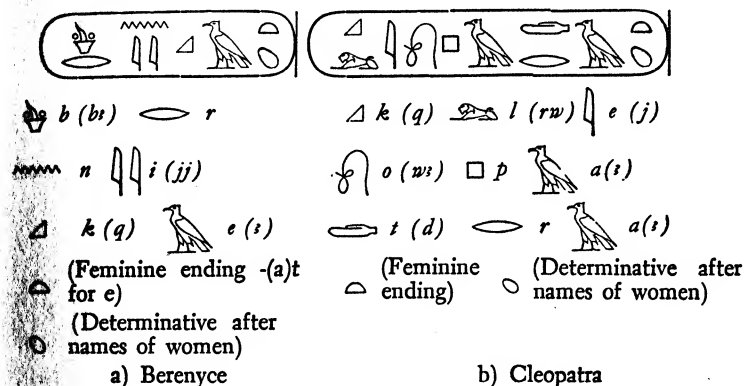 b (bꜣ) r k (q) l (rw) e (j)
n i (jj) o (wꜣ) p a(ꜣ)
k (q) e (ꜣ) t (d) r a(ꜣ)
(Feminine ending -(a)t for e) (Feminine ending) (Determinative after names of women)
(Determinative after names of women)
a) Berenyce b) Cleopatra